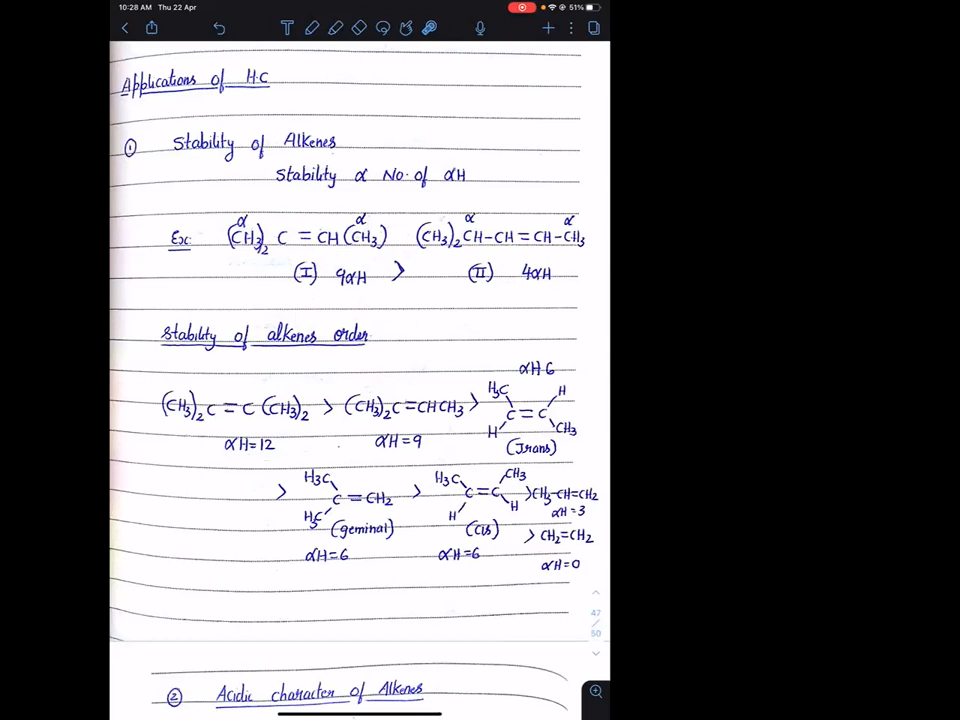 10:28 AM Thu 22 Apr
51%
Applications of H.C
① Stability of Alkenes
Stability α No. of αH
Ex: (C̊H3)2 C = CH (CH3) (CH3)2 CH-CH = CH-CH3
α α α α
(I) 9αH > (II) 4αH
Stability of alkenes order
αH 6
(CH3)2 C = C (CH3)2 > (CH3)2 C = CHCH3 > H3C H C = C H CH3
αH = 12 αH = 9 (Trans)
> H3C H3C C = CH2 > H3C CH3 C = C H H > CH3-CH=CH2
αH = 3
(geminal) (Cis) > CH2=CH2
αH = 6 αH = 6 αH = 0
47
/
50
② Acidic character of Alkenes